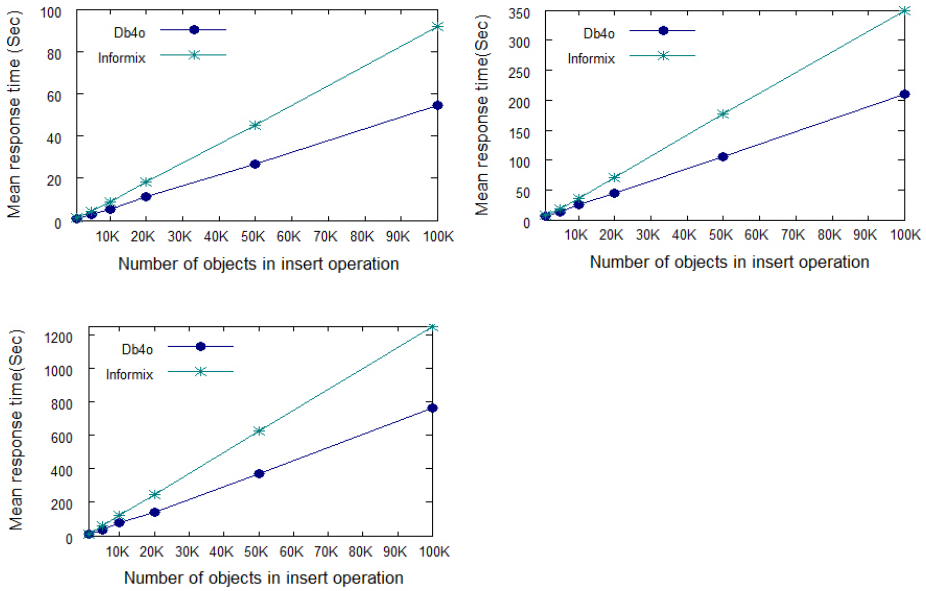 Mean response time (Sec)
100
80
60
40
20
0
Db4o
Informix
10K 20K 30K 40K 50K 60K 70K 80K 90K 100K
Number of objects in insert operation
Mean response time(Sec)
350
300
250
200
150
100
50
0
Db4o
Informix
10K 20K 30K 40K 50K 60K 70K 80K 90K 100K
Number of objects in insert operation
Mean response time(Sec)
1200
1000
800
600
400
200
0
Db4o
Informix
10K 20K 30K 40K 50K 60K 70K 80K 90K 100K
Number of objects in insert operation